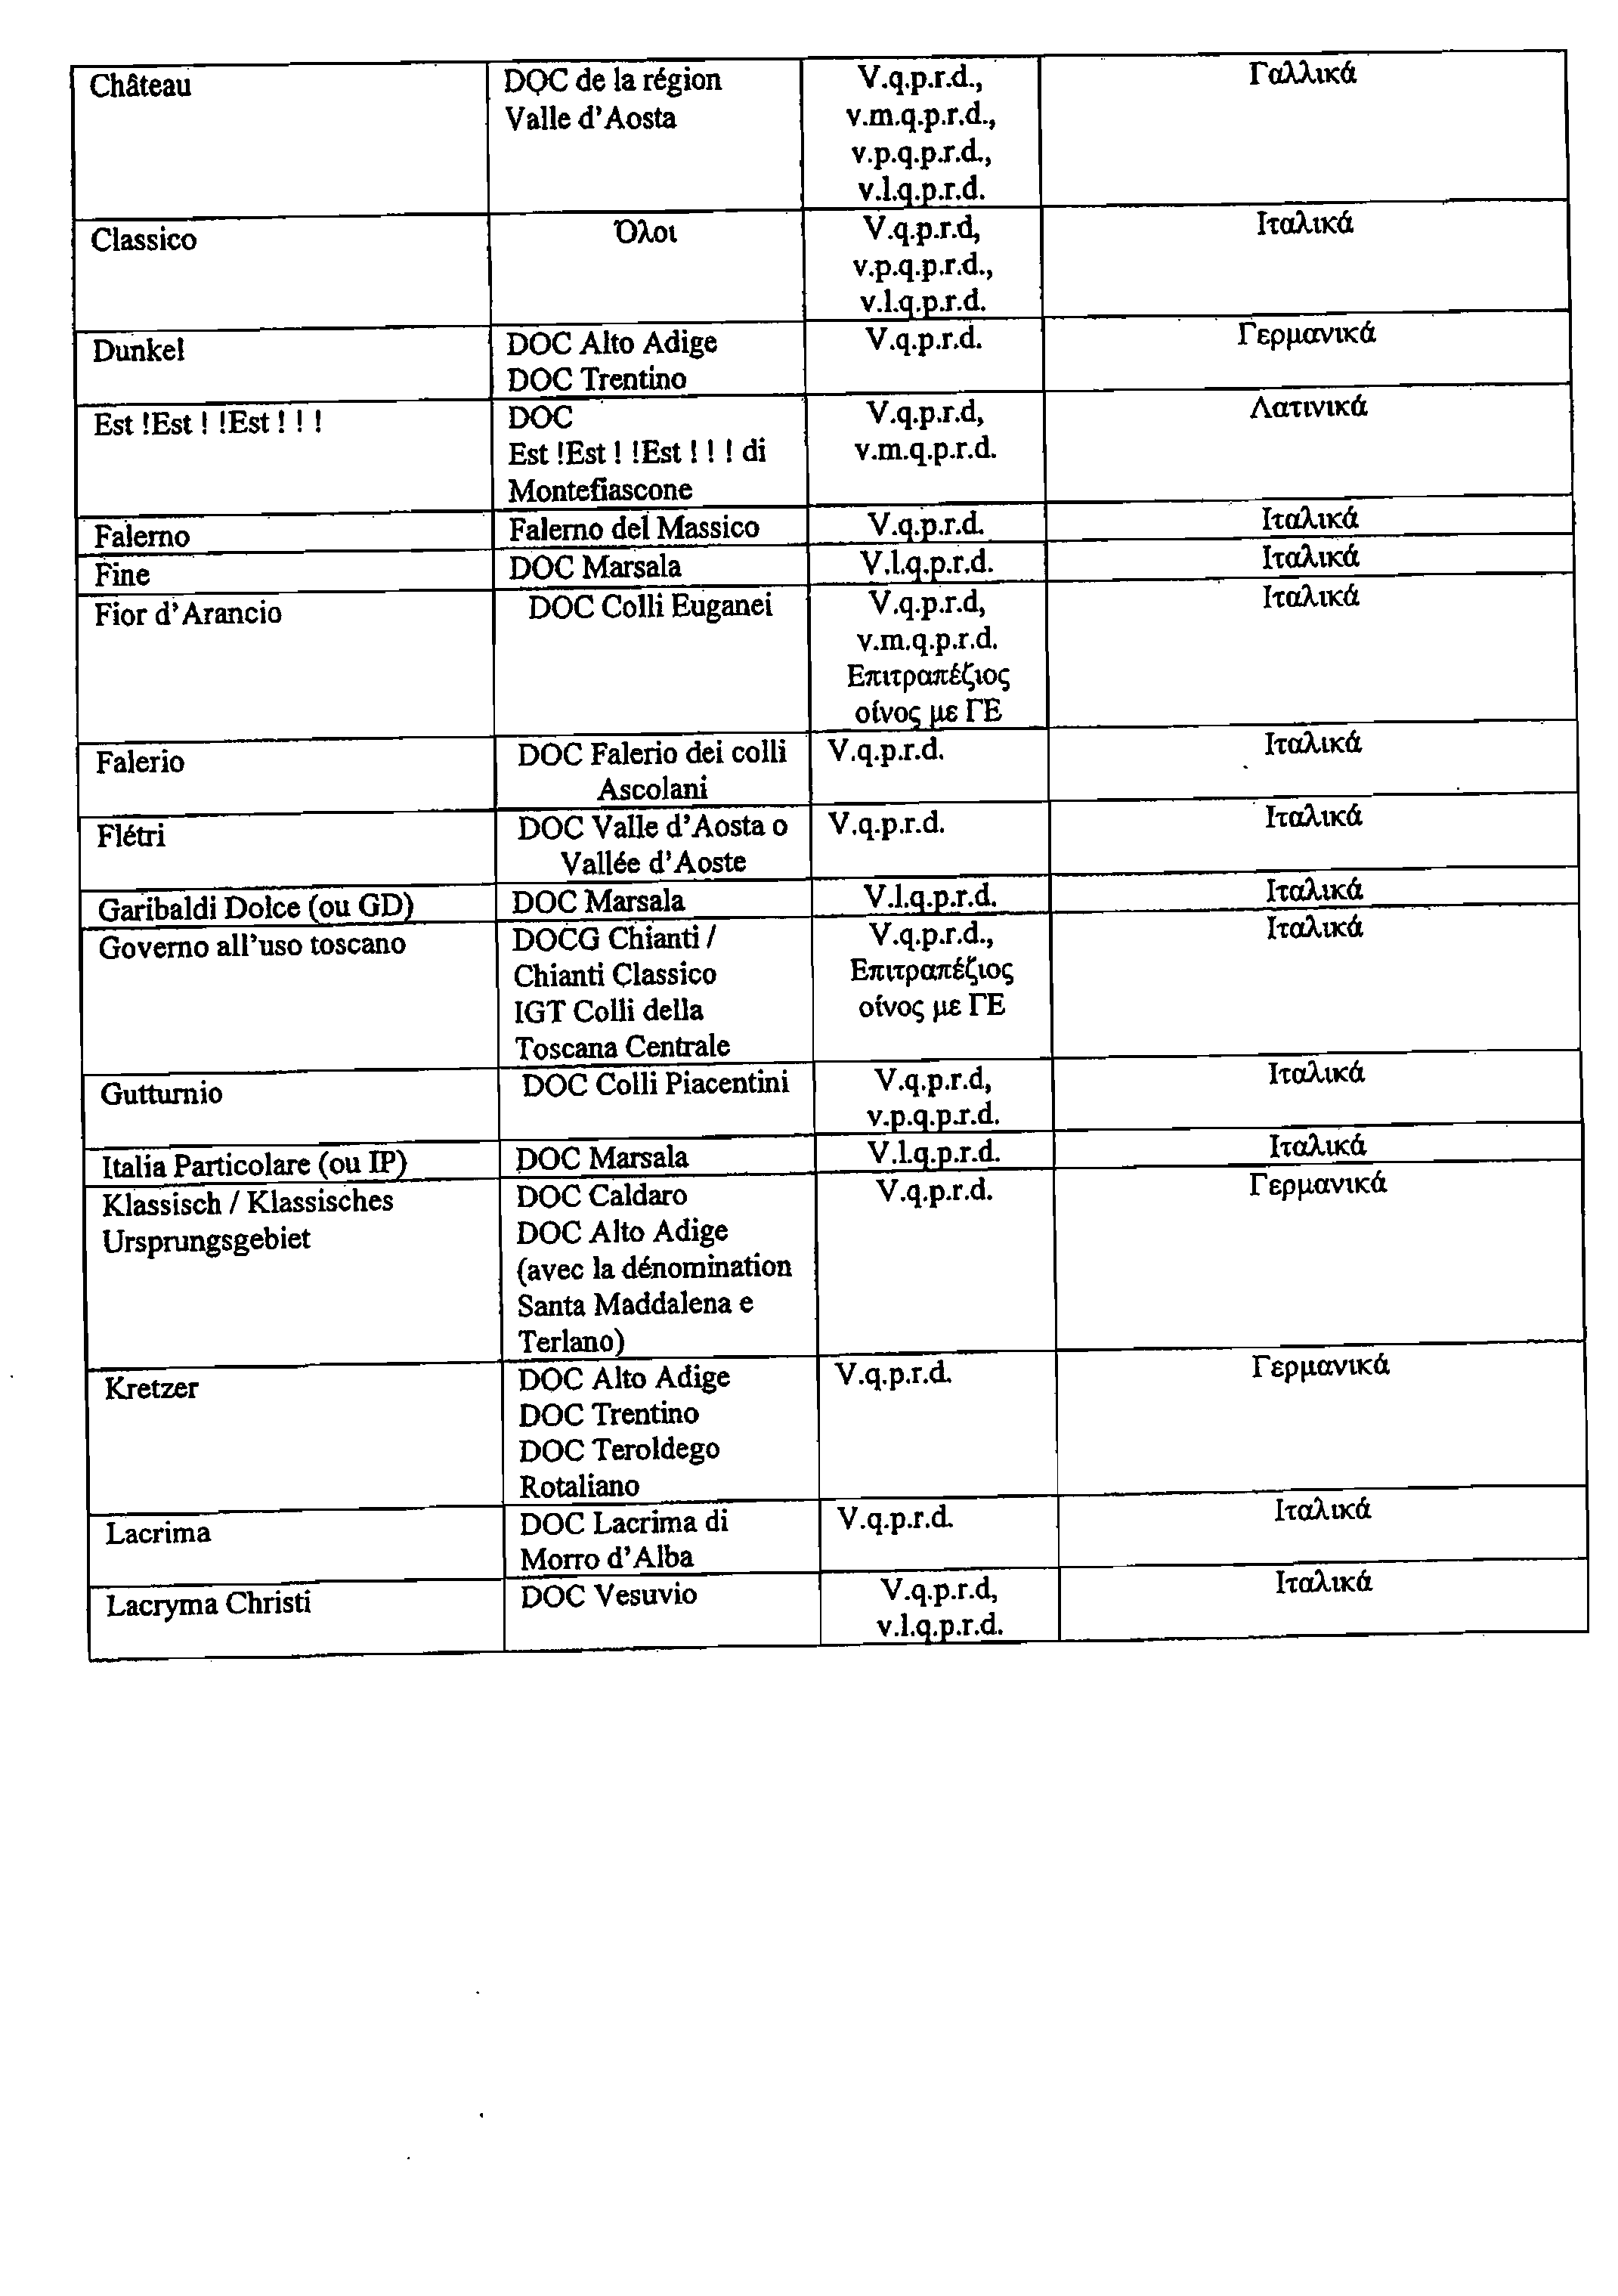 Château
DOC de la région
Valle d'Aosta
V.q.p.r.d.,
v.m.q.p.r.d.,
v.p.q.p.r.d.,
v.l.q.p.r.d.
Γαλλικά
Classico
Όλοι
V.q.p.r.d,
v.p.q.p.r.d.,
v.l.q.p.r.d.
Ιταλικά
Dunkel
DOC Alto Adige
DOC Trentino
V.q.p.r.d.
Γερμανικά
Est !Est ! !Est ! ! !
DOC
Est !Est ! !Est ! ! ! di
Montefiascone
V.q.p.r.d,
v.m.q.p.r.d.
Λατινικά
Falerno
Falerno del Massico
V.q.p.r.d.
Ιταλικά
Fine
DOC Marsala
V.l.q.p.r.d.
Ιταλικά
Fior d'Arancio
DOC Colli Euganei
V.q.p.r.d,
v.m.q.p.r.d.
Επιτραπέζιος
οίνος με ΓΕ
Ιταλικά
Falerio
DOC Falerio dei colli
Ascolani
V.q.p.r.d.
Ιταλικά
Flétri
DOC Valle d'Aosta o
Vallée d'Aoste
V.q.p.r.d.
Ιταλικά
Garibaldi Dolce (ou GD)
DOC Marsala
V.l.q.p.r.d.
Ιταλικά
Governo all'uso toscano
DOCG Chianti /
Chianti Classico
IGT Colli della
Toscana Centrale
V.q.p.r.d.,
Επιτραπέζιος
οίνος με ΓΕ
Ιταλικά
Gutturnio
DOC Colli Piacentini
V.q.p.r.d,
v.p.q.p.r.d.
Ιταλικά
Italia Particolare (ou IP)
DOC Marsala
V.l.q.p.r.d.
Ιταλικά
Klassisch / Klassisches
Ursprungsgebiet
DOC Caldaro
DOC Alto Adige
(avec la dénomination
Santa Maddalena e
Terlano)
V.q.p.r.d.
Γερμανικά
Kretzer
DOC Alto Adige
DOC Trentino
DOC Teroldego
Rotaliano
V.q.p.r.d.
Γερμανικά
Lacrima
DOC Lacrima di
Morro d'Alba
V.q.p.r.d.
Ιταλικά
Lacryma Christi
DOC Vesuvio
V.q.p.r.d,
v.l.q.p.r.d.
Ιταλικά